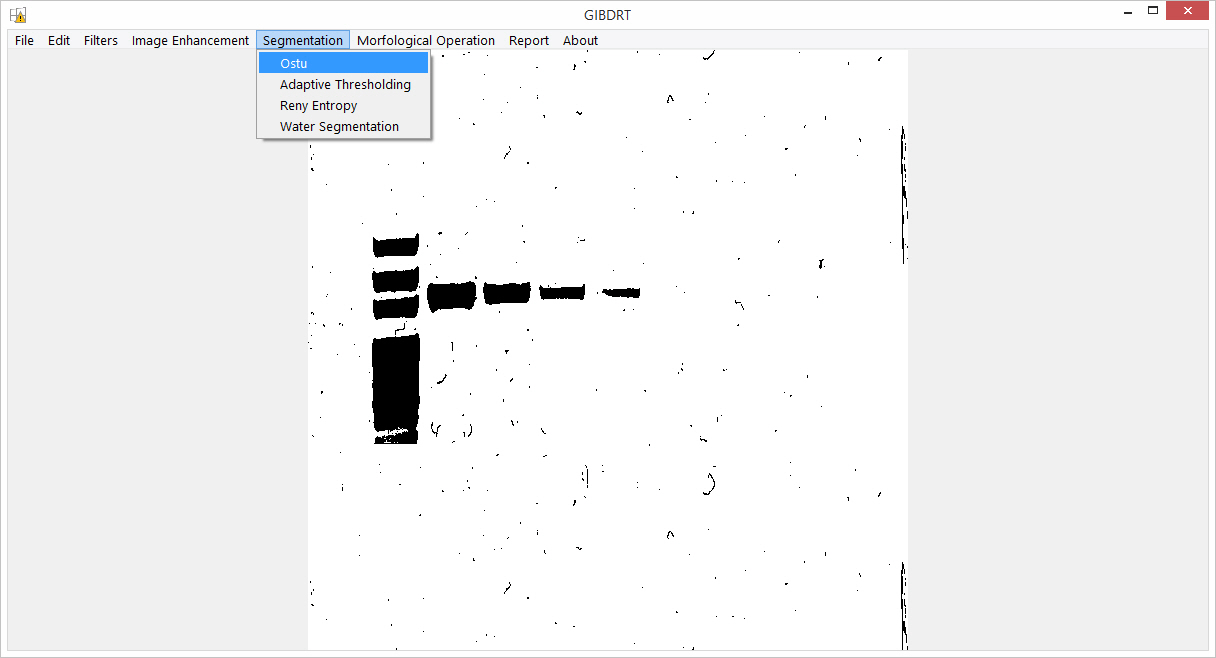 GIBDRT
File Edit Filters Image Enhancement Segmentation Morfological Operation Report About
Ostu
Adaptive Thresholding
Reny Entropy
Water Segmentation